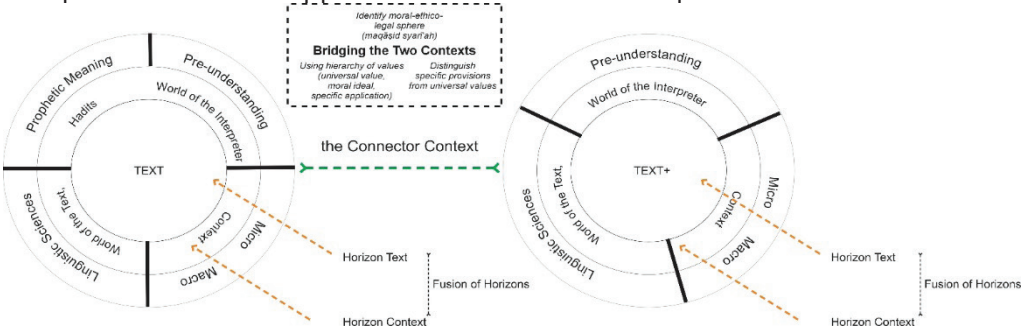 Identify moral-ethico-
legal sphere
(maqāṣid syarī'ah)
Bridging the Two Contexts
Using hierarchy of values
(universal value,
moral ideal,
specific application)
Distinguish
specific provisions
from universal values
Prophetic Meaning
Pre-understanding
Hadits
World of the Interpreter
TEXT
Linguistic Sciences
World of the Text,
Context
Micro
Macro
the Connector Context
Horizon Text
Fusion of Horizons
Horizon Context
Pre-understanding
World of the Interpreter
TEXT+
Linguistic Sciences
World of the Text,
Context
Micro
Macro
Horizon Text
Fusion of Horizons
Horizon Context